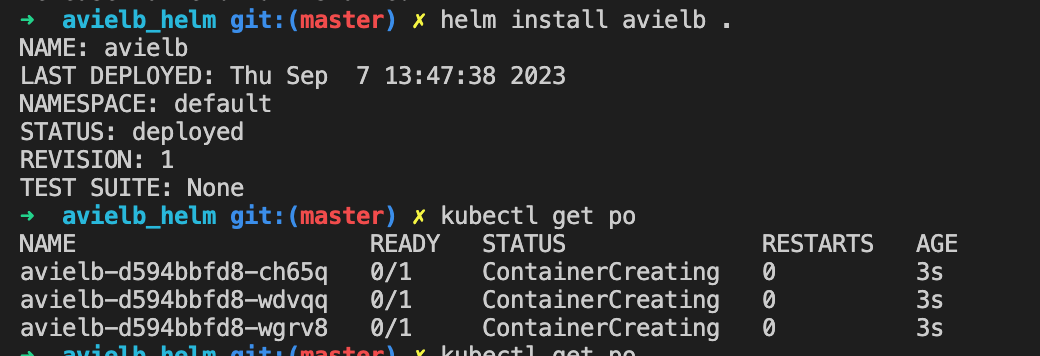 ➜  avielb_helm git:(master) ✗ helm install avielb .
NAME: avielb
LAST DEPLOYED: Thu Sep  7 13:47:38 2023
NAMESPACE: default
STATUS: deployed
REVISION: 1
TEST SUITE: None
➜  avielb_helm git:(master) ✗ kubectl get po
NAME                     READY   STATUS              RESTARTS   AGE
avielb-d594bbfd8-ch65q   0/1     ContainerCreating   0          3s
avielb-d594bbfd8-wdvqq   0/1     ContainerCreating   0          3s
avielb-d594bbfd8-wgrv8   0/1     ContainerCreating   0          3s
➜  avielb_helm git:(master) ✗ kubectl get po